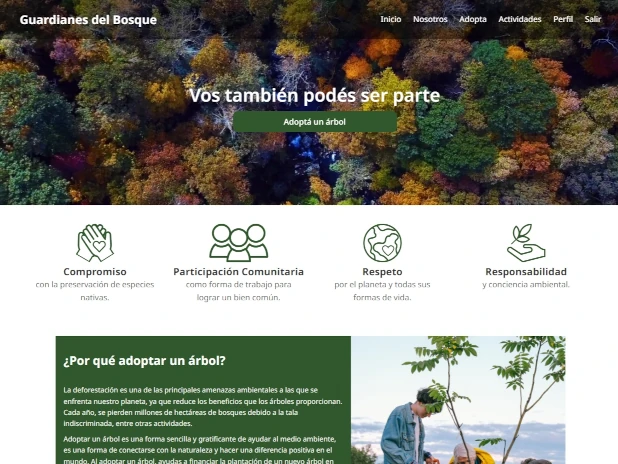 Guardianes del Bosque
Inicio Nosotros Adopta Actividades Perfil Salir
Vos también podés ser parte
Adoptá un árbol
Compromiso
con la preservación de especies
nativas.
Participación Comunitaria
como forma de trabajo para
lograr un bien común.
Respeto
por el planeta y todas sus
formas de vida.
Responsabilidad
y conciencia ambiental.
¿Por qué adoptar un árbol?
La deforestación es una de las principales amenazas ambientales a las que se
enfrenta nuestro planeta, ya que reduce los beneficios que los árboles proporcionan.
Cada año, se pierden millones de hectáreas de bosques debido a la tala
indiscriminada, entre otras actividades.
Adoptar un árbol es una forma sencilla y gratificante de ayudar al medio ambiente,
es una forma de conectarse con la naturaleza y hacer una diferencia positiva en el
mundo. Al adoptar un árbol, ayudas a financiar la plantación de un nuevo árbol en